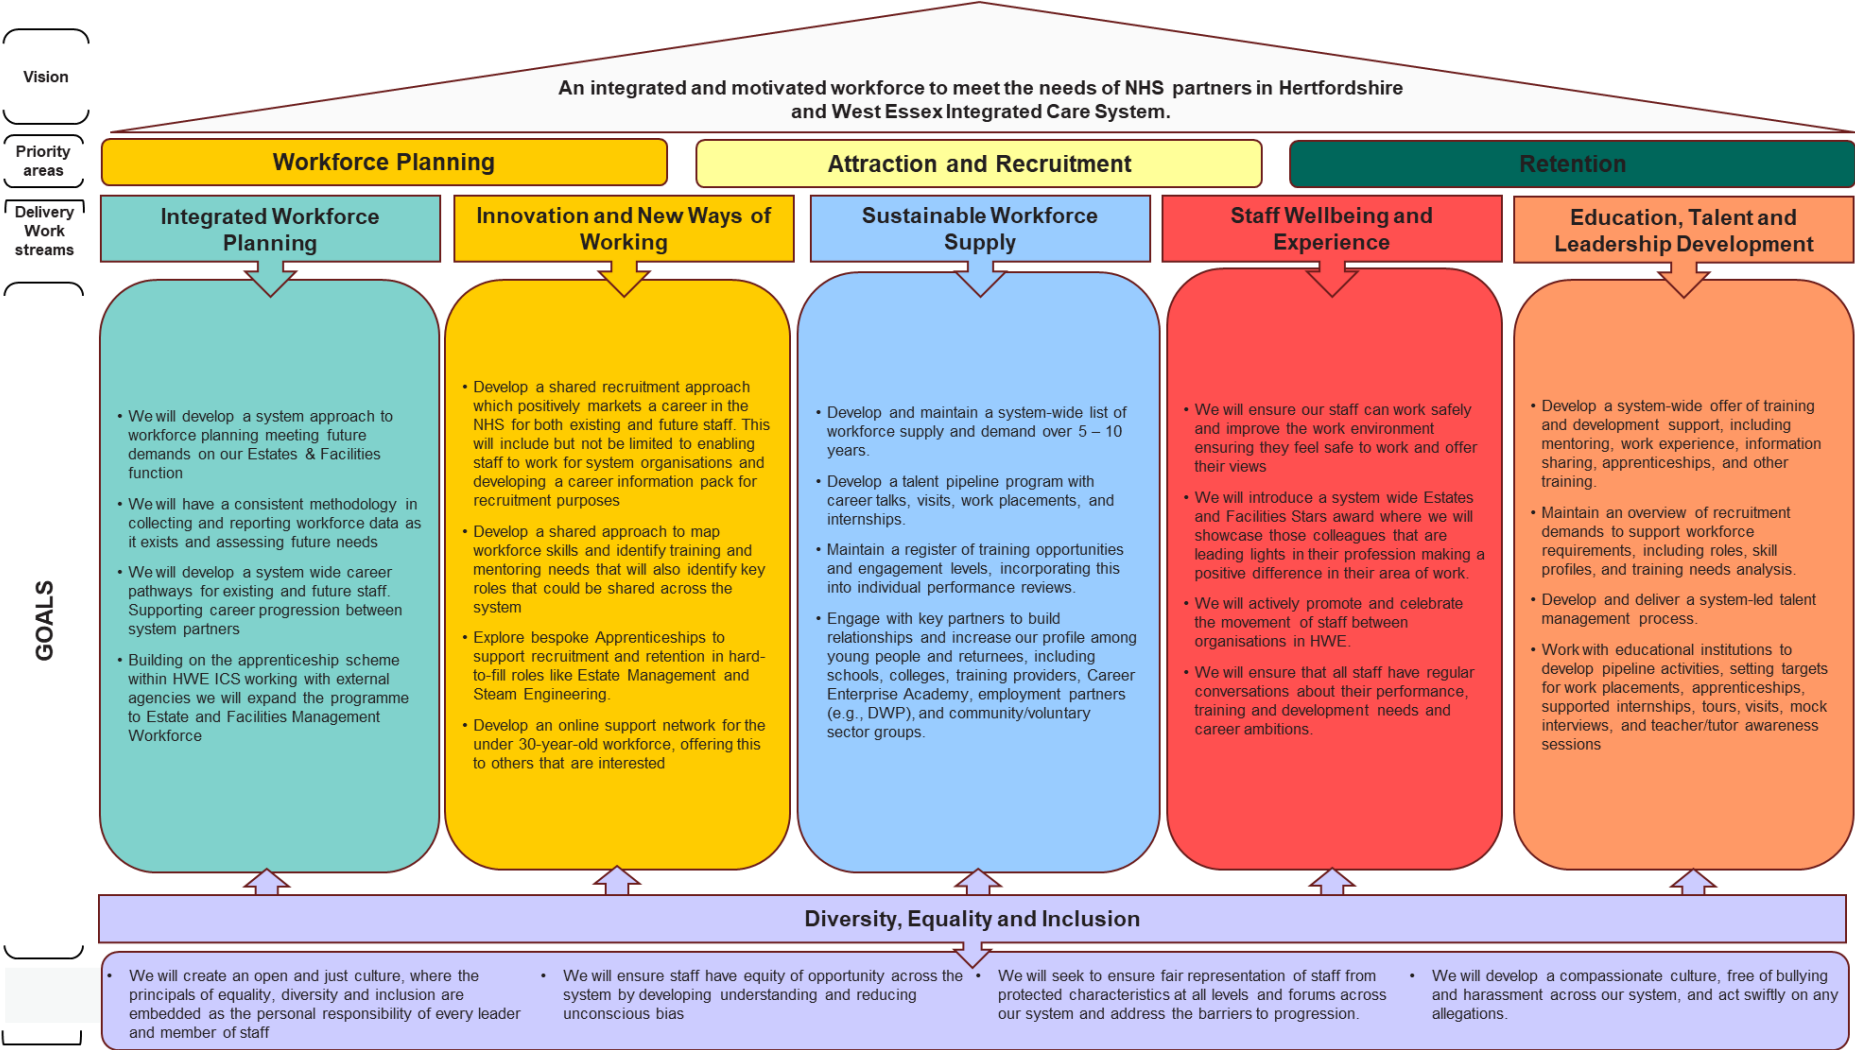 Vision
An integrated and motivated workforce to meet the needs of NHS partners in Hertfordshire
and West Essex Integrated Care System.
Priority
areas
Workforce Planning
Attraction and Recruitment
Retention
Delivery
Work
streams
Integrated Workforce
Planning
Innovation and New Ways of
Working
Sustainable Workforce
Supply
Staff Wellbeing and
Experience
Education, Talent and
Leadership Development
GOALS
• We will develop a system approach to
workforce planning meeting future
demands on our Estates & Facilities
function
• We will have a consistent methodology in
collecting and reporting workforce data as
it exists and assessing future needs
• We will develop a system wide career
pathways for existing and future staff.
Supporting career progression between
system partners
• Building on the apprenticeship scheme
within HWE ICS working with external
agencies we will expand the programme
to Estate and Facilities Management
Workforce
• Develop a shared recruitment approach
which positively markets a career in the
NHS for both existing and future staff. This
will include but not be limited to enabling
staff to work for system organisations and
developing a career information pack for
recruitment purposes
• Develop a shared approach to map
workforce skills and identify training and
mentoring needs that will also identify key
roles that could be shared across the
system
• Explore bespoke Apprenticeships to
support recruitment and retention in hard-
to-fill roles like Estate Management and
Steam Engineering.
• Develop an online support network for the
under 30-year-old workforce, offering this
to others that are interested
• Develop and maintain a system-wide list of
workforce supply and demand over 5 – 10
years.
• Develop a talent pipeline program with
career talks, visits, work placements, and
internships.
• Maintain a register of training opportunities
and engagement levels, incorporating this
into individual performance reviews.
• Engage with key partners to build
relationships and increase our profile among
young people and returnees, including
schools, colleges, training providers, Career
Enterprise Academy, employment partners
(e.g., DWP), and community/voluntary
sector groups.
• We will ensure our staff can work safely
and improve the work environment
ensuring they feel safe to work and offer
their views
• We will introduce a system wide Estates
and Facilities Stars award where we will
showcase those colleagues that are
leading lights in their profession making a
positive difference in their area of work.
• We will actively promote and celebrate
the movement of staff between
organisations in HWE.
• We will ensure that all staff have regular
conversations about their performance,
training and development needs and
career ambitions.
• Develop a system-wide offer of training
and development support, including
mentoring, work experience, information
sharing, apprenticeships, and other
training.
• Maintain an overview of recruitment
demands to support workforce
requirements, including roles, skill
profiles, and training needs analysis.
• Develop and deliver a system-led talent
management process.
• Work with educational institutions to
develop pipeline activities, setting targets
for work placements, apprenticeships,
supported internships, tours, visits, mock
interviews, and teacher/tutor awareness
sessions
Diversity, Equality and Inclusion
• We will create an open and just culture, where the
principals of equality, diversity and inclusion are
embedded as the personal responsibility of every leader
and member of staff
• We will ensure staff have equity of opportunity across the
system by developing understanding and reducing
unconscious bias
• We will seek to ensure fair representation of staff from
protected characteristics at all levels and forums across
our system and address the barriers to progression.
• We will develop a compassionate culture, free of bullying
and harassment across our system, and act swiftly on any
allegations.